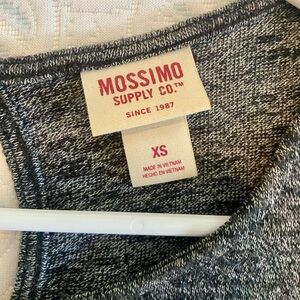 MOSSIMO
SUPPLY CO.™
SINCE 1987
XS
MADE IN VIETNAM
HECHO EN VIETNAM